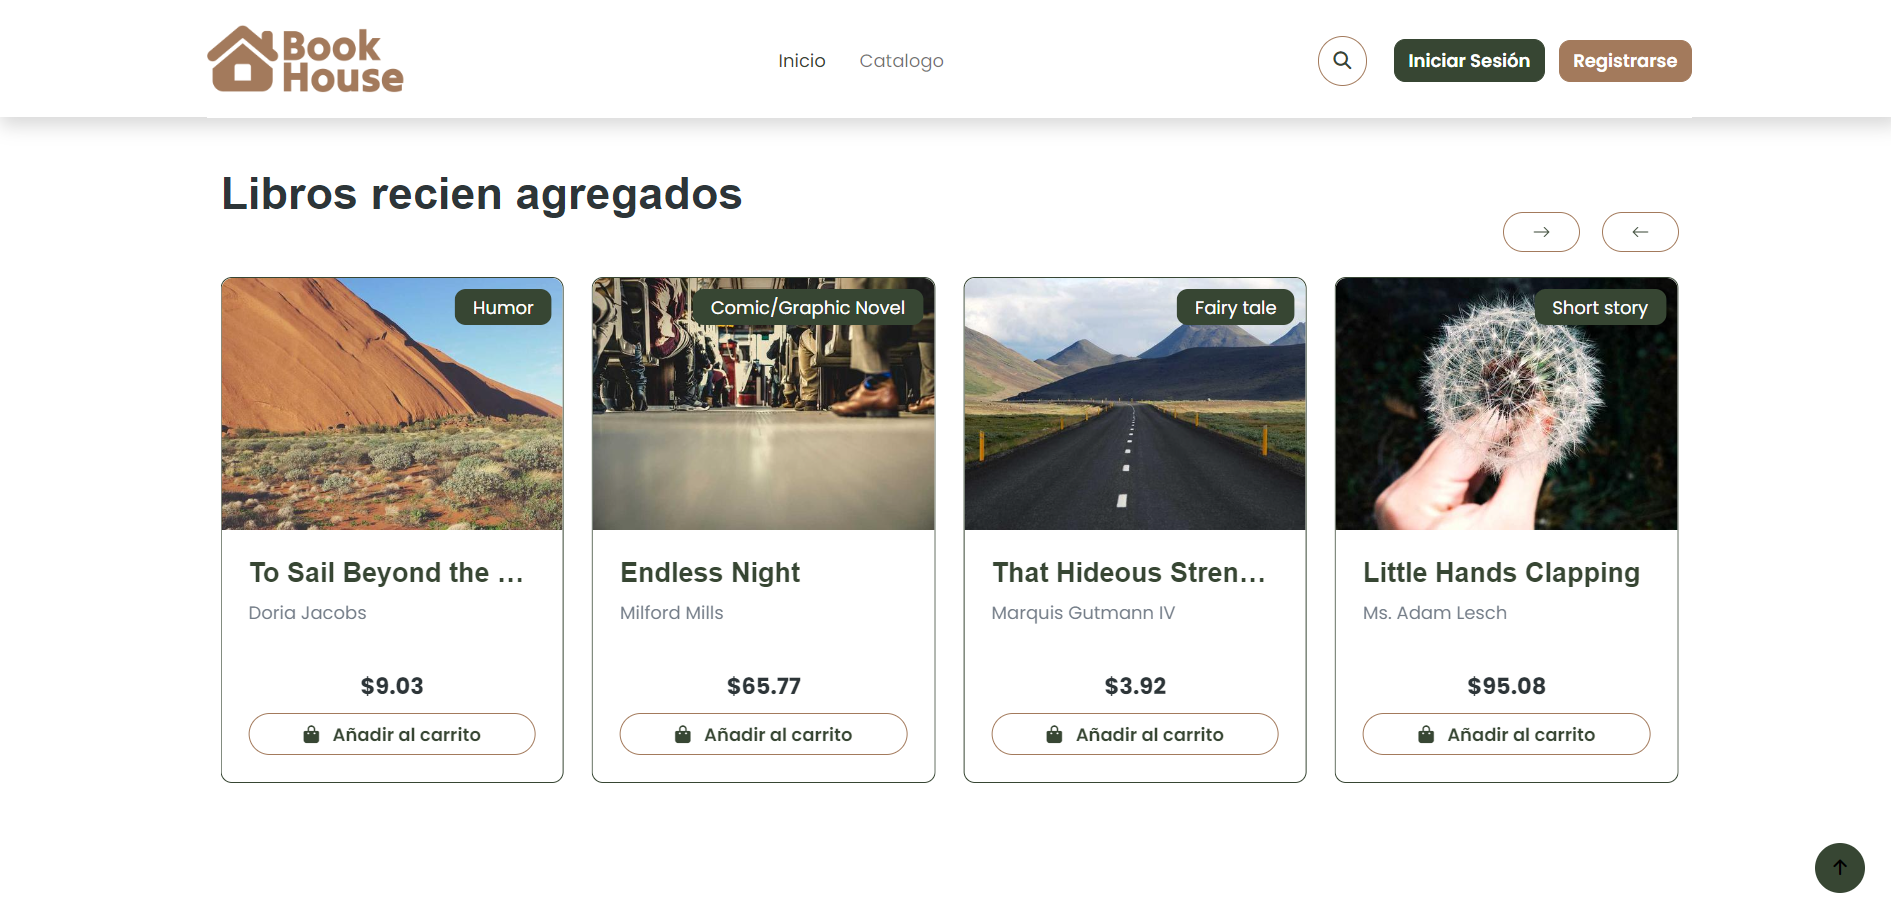 Book
House
Inicio
Catalogo
Iniciar Sesión
Registrarse
Libros recien agregados
Humor
Comic/Graphic Novel
Fairy tale
Short story
To Sail Beyond the ...
Endless Night
That Hideous Stren...
Little Hands Clapping
Doria Jacobs
Milford Mills
Marquis Gutmann IV
Ms. Adam Lesch
$9.03
$65.77
$3.92
$95.08
Añadir al carrito
Añadir al carrito
Añadir al carrito
Añadir al carrito